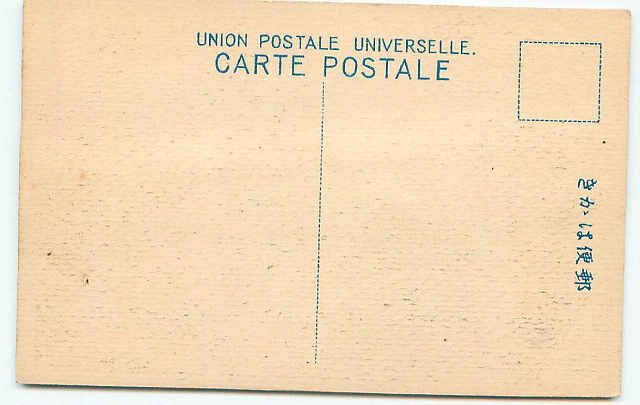 UNION POSTALE UNIVERSELLE.
CARTE POSTALE
きがは便郵